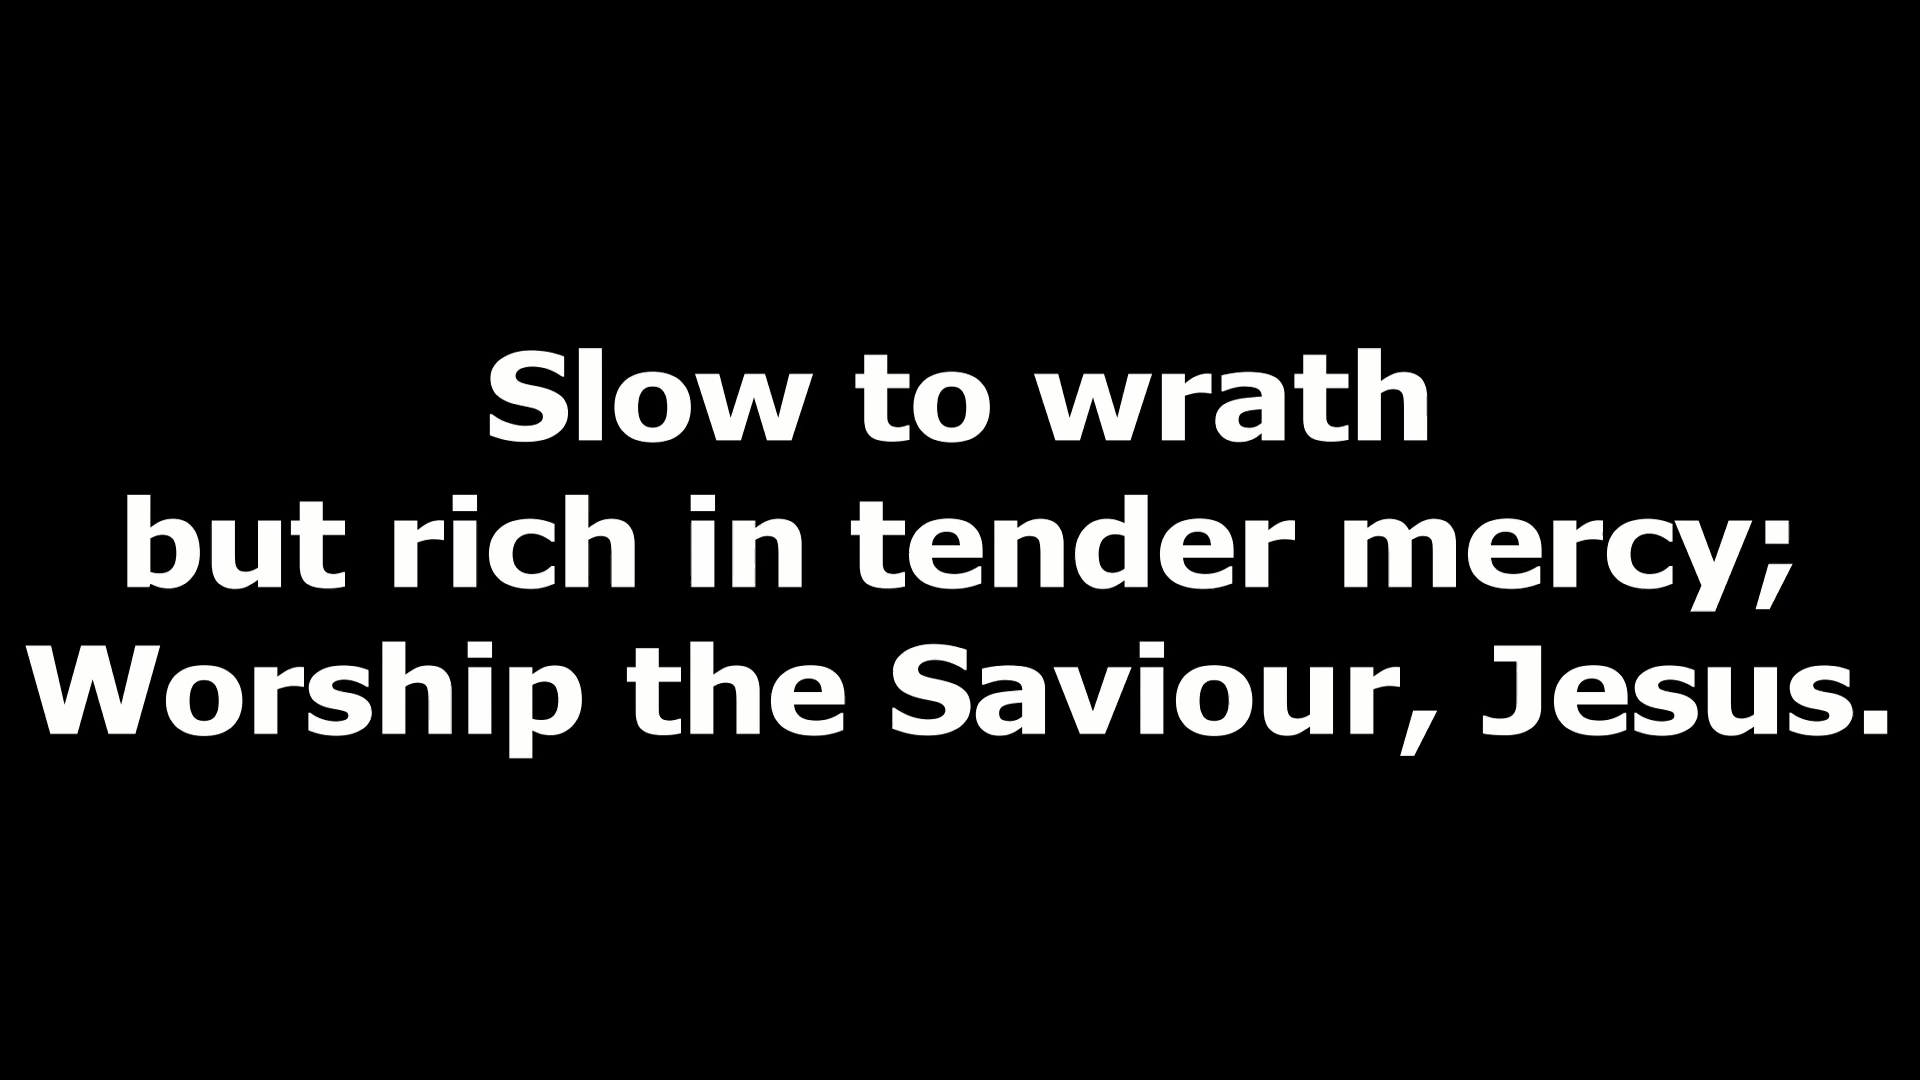 Slow to wrath
but rich in tender mercy;
Worship the Saviour, Jesus.